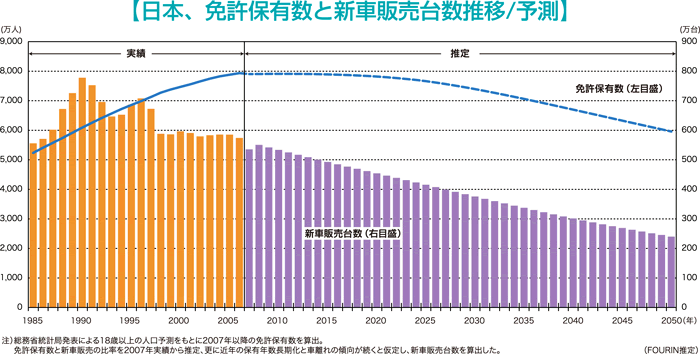 【日本、免許保有数と新車販売台数推移/予測】
(万人) (万台)
9,000 900
実績 推定
8,000 800
免許保有数（左目盛）
7,000 700
6,000 600
5,000 500
4,000 400
3,000 300
新車販売台数（右目盛）
2,000 200
1,000 100
0 0
1985 1990 1995 2000 2005 2010 2015 2020 2025 2030 2035 2040 2045 2050(年)
注）総務省統計局発表による18歳以上の人口予測をもとに2007年以降の免許保有数を算出。
免許保有数と新車販売の比率を2007年実績から推定、更に近年の保有年数長期化と車離れの傾向が続くと仮定し、新車販売台数を算出した。
(FOURIN推定)